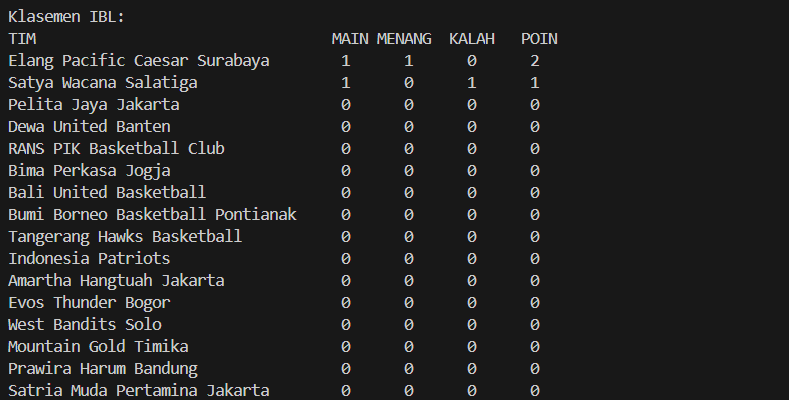 Klasemen IBL:
TIM MAIN MENANG KALAH POIN
Elang Pacific Caesar Surabaya 1 1 0 2
Satya Wacana Salatiga 1 0 1 1
Pelita Jaya Jakarta 0 0 0 0
Dewa United Banten 0 0 0 0
RANS PIK Basketball Club 0 0 0 0
Bima Perkasa Jogja 0 0 0 0
Bali United Basketball 0 0 0 0
Bumi Borneo Basketball Pontianak 0 0 0 0
Tangerang Hawks Basketball 0 0 0 0
Indonesia Patriots 0 0 0 0
Amartha Hangtuah Jakarta 0 0 0 0
Evos Thunder Bogor 0 0 0 0
West Bandits Solo 0 0 0 0
Mountain Gold Timika 0 0 0 0
Prawira Harum Bandung 0 0 0 0
Satria Muda Pertamina Jakarta 0 0 0 0